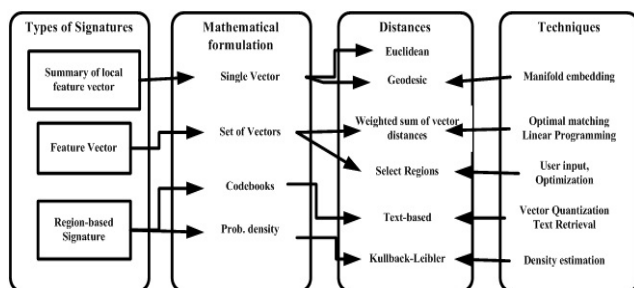 Types of Signatures
Summary of local
feature vector
Feature Vector
Region-based
Signature
Mathematical
formulation
Single Vector
Set of Vectors
Codebooks
Prob. density
Distances
Euclidean
Geodesic
Weighted sum of vector
distances
Select Regions
Text-based
Kullback-Leibler
Techniques
Manifold embedding
Optimal matching
Linear Programming
User input,
Optimization
Vector Quantization
Text Retrieval
Density estimation